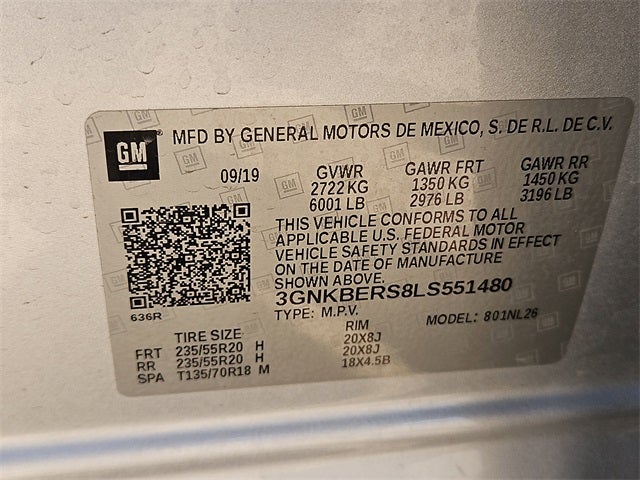 GM MFD BY GENERAL MOTORS DE MEXICO, S. DE R.L. DE C.V.
09/19 GVWR GAWR FRT GAWR RR
2722 KG 1350 KG 1450 KG
6001 LB 2976 LB 3196 LB
THIS VEHICLE CONFORMS TO ALL
APPLICABLE U.S. FEDERAL MOTOR
VEHICLE SAFETY STANDARDS IN EFFECT
ON THE DATE OF MANUFACTURE
SHOWN ABOVE.
3GNKBERS8LS551480
636R TYPE: M.P.V. MODEL: 801NL26
TIRE SIZE RIM
FRT 235/55R20 H 20X8J
RR 235/55R20 H 20X8J
SPA T135/70R18 M 18X4.5B